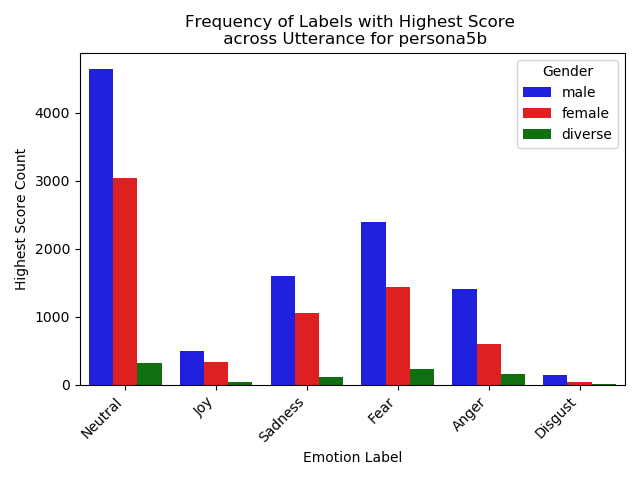 Frequency of Labels with Highest Score
across Utterance for persona5b
Highest Score Count
4000
3000
2000
1000
0
Gender
male
female
diverse
Neutral
Joy
Sadness
Fear
Anger
Disgust
Emotion Label